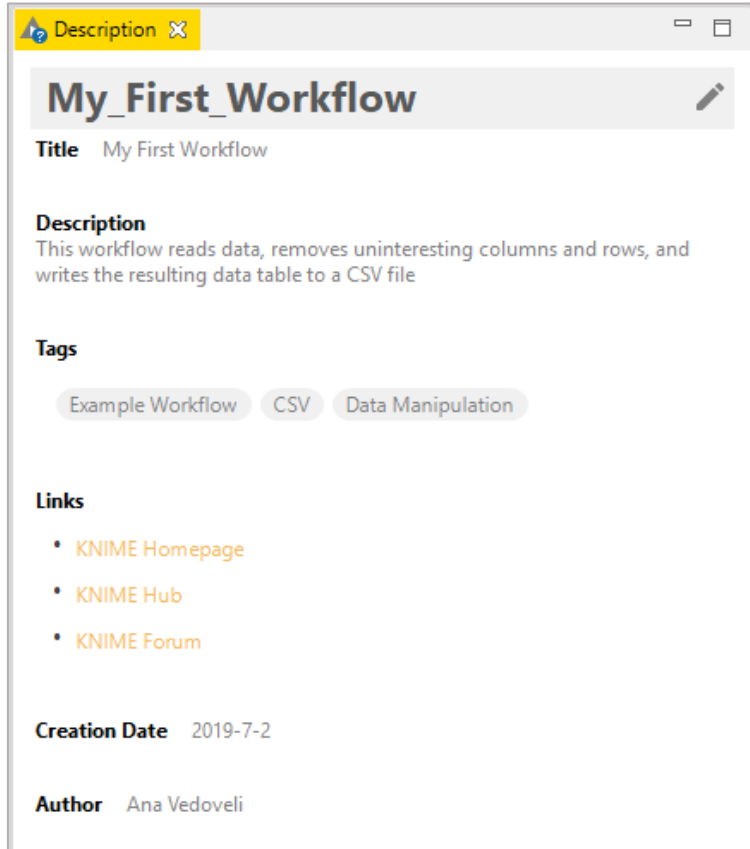 Description
My_First_Workflow
Title My First Workflow
Description
This workflow reads data, removes uninteresting columns and rows, and
writes the resulting data table to a CSV file
Tags
Example Workflow CSV Data Manipulation
Links
• KNIME Homepage
• KNIME Hub
• KNIME Forum
Creation Date 2019-7-2
Author Ana Vedoveli